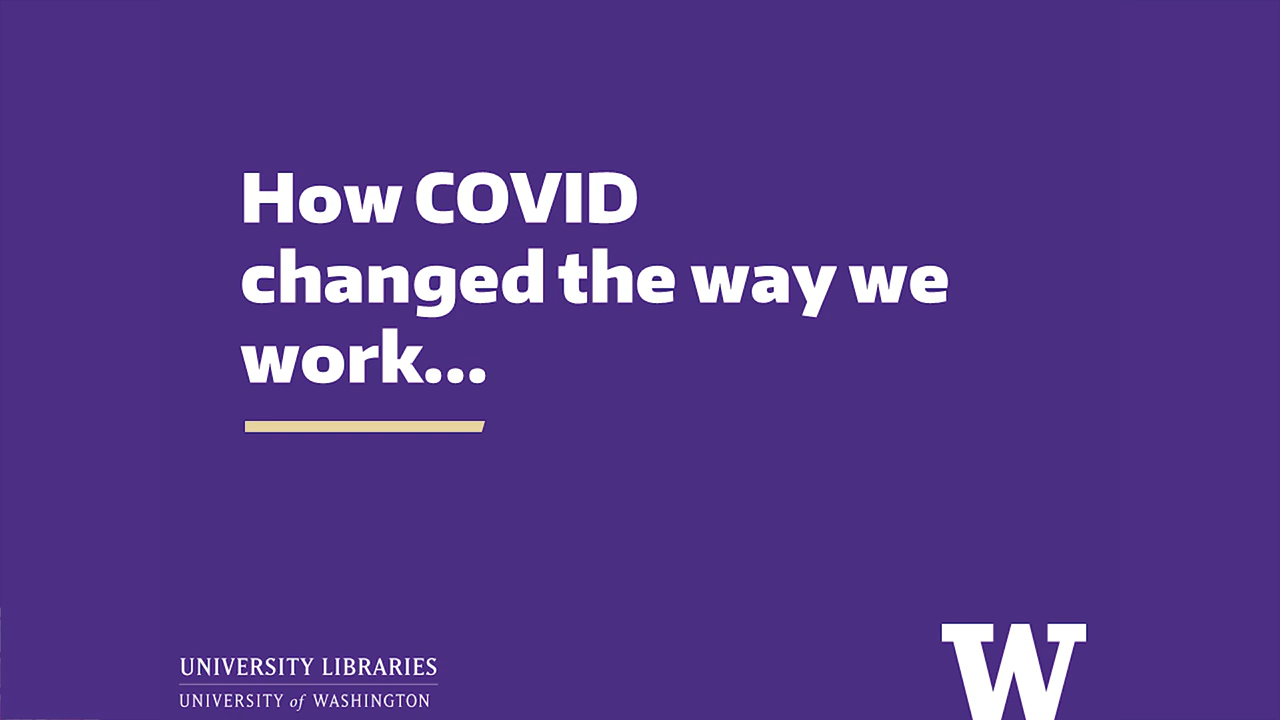 How COVID
changed the way we
work...
UNIVERSITY LIBRARIES
UNIVERSITY of WASHINGTON
W